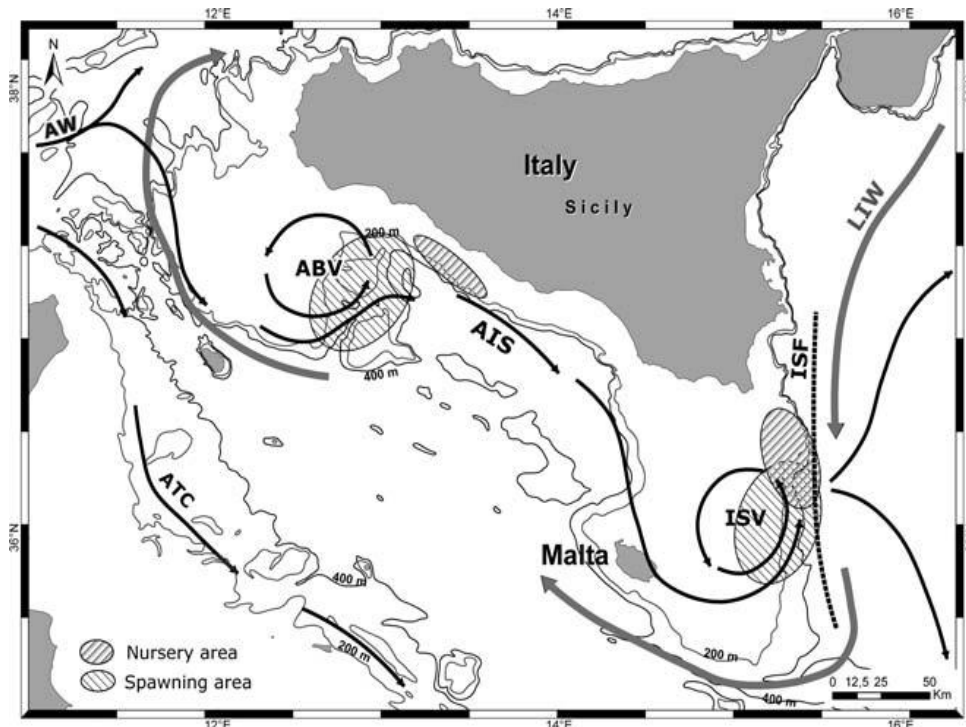 12°E 14°E 16°E
N
38°N
AW
Italy
Sicily
LIW
200 m
ABV
AIS
ISF
400 m
ATC
ISV
36°N
Malta
400 m
200 m
200 m
Nursery area
Spawning area
0 12,5 25 50
Km
400 m
12°E 14°E 16°E